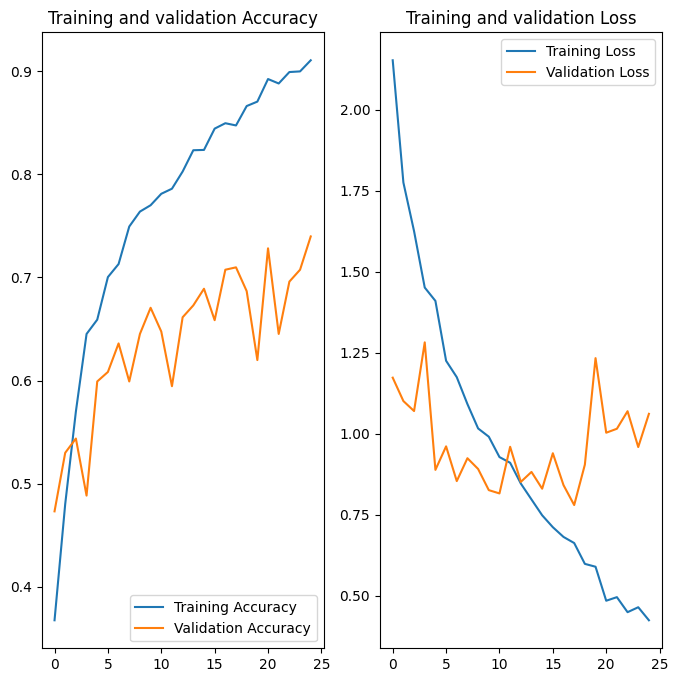 Training and validation Accuracy
0.9
0.8
0.7
0.6
0.5
0.4
0 5 10 15 20 25
Training Accuracy
Validation Accuracy
Training and validation Loss
Training Loss
Validation Loss
2.00
1.75
1.50
1.25
1.00
0.75
0.50
0 5 10 15 20 25